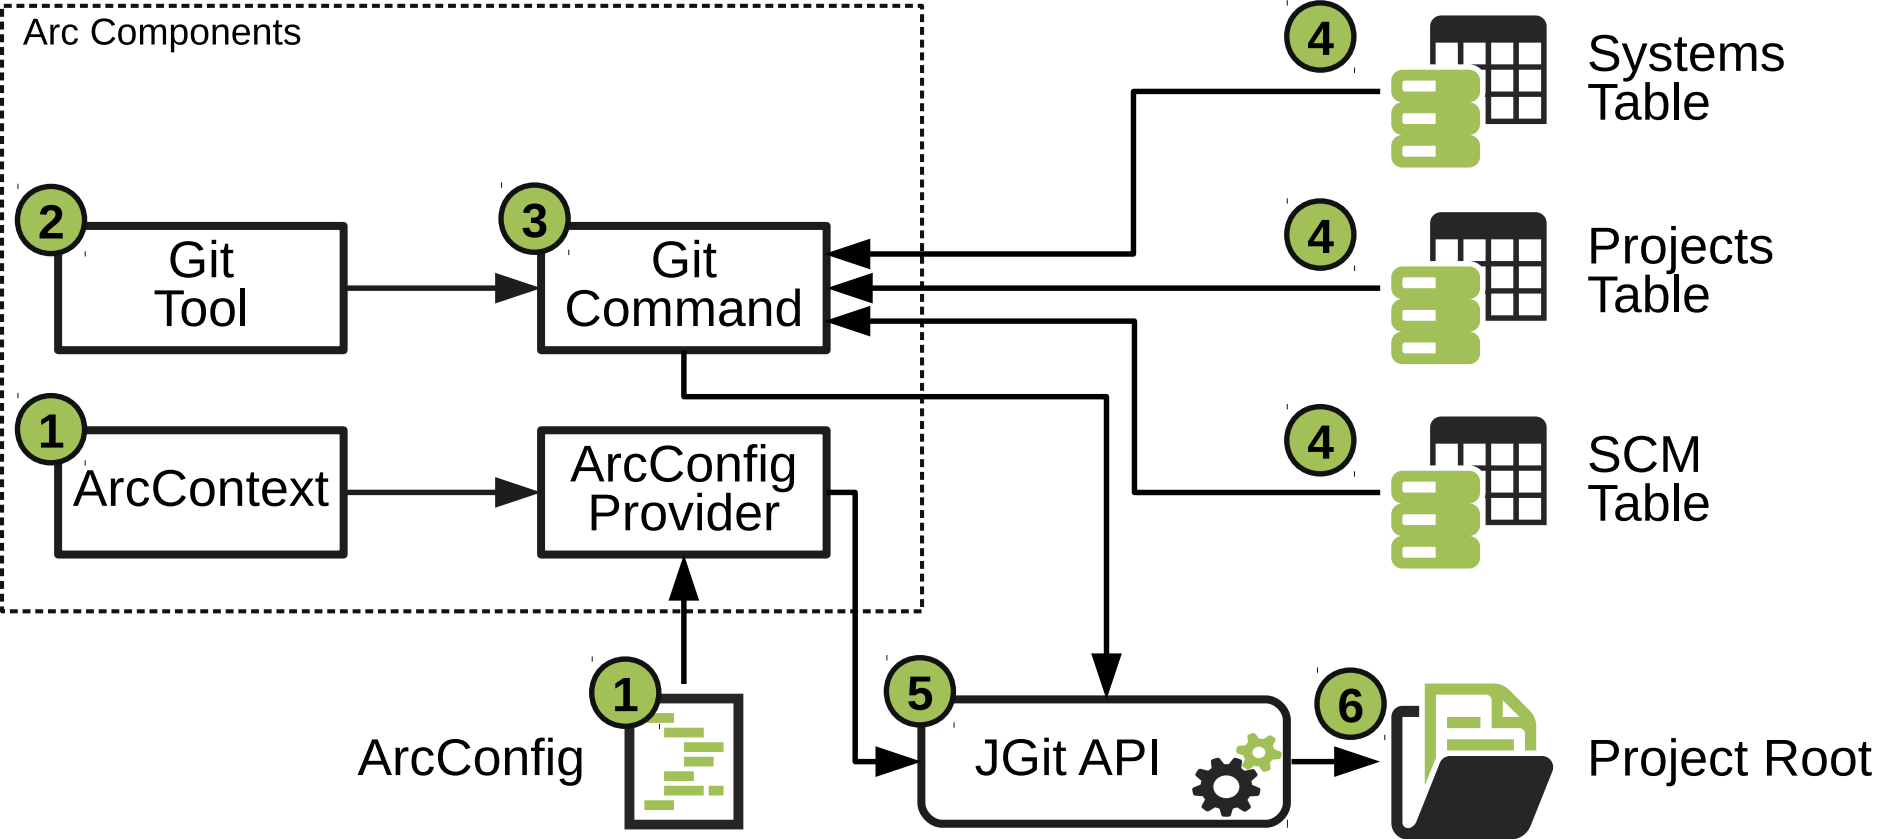 Arc Components
4
Systems
Table
2
Git
Tool
3
Git
Command
4
Projects
Table
1
ArcContext
ArcConfig
Provider
4
SCM
Table
1
ArcConfig
5
JGit API
6
Project Root